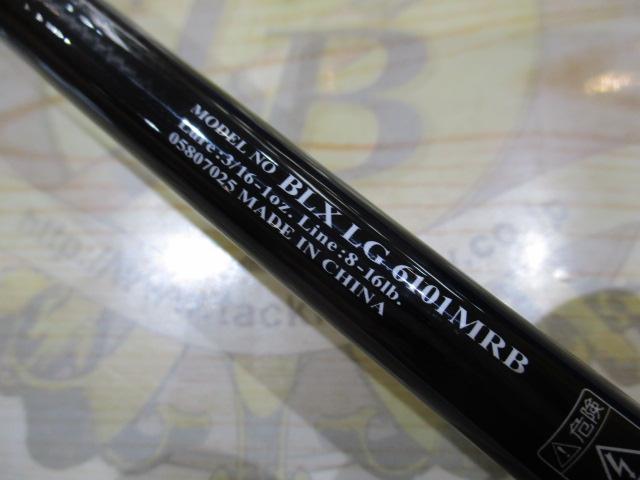 MODEL NO BLX LG 6101MRB
Lure:3/16-1oz. Line:8-16lb.
05807025 MADE IN CHINA
危険
B